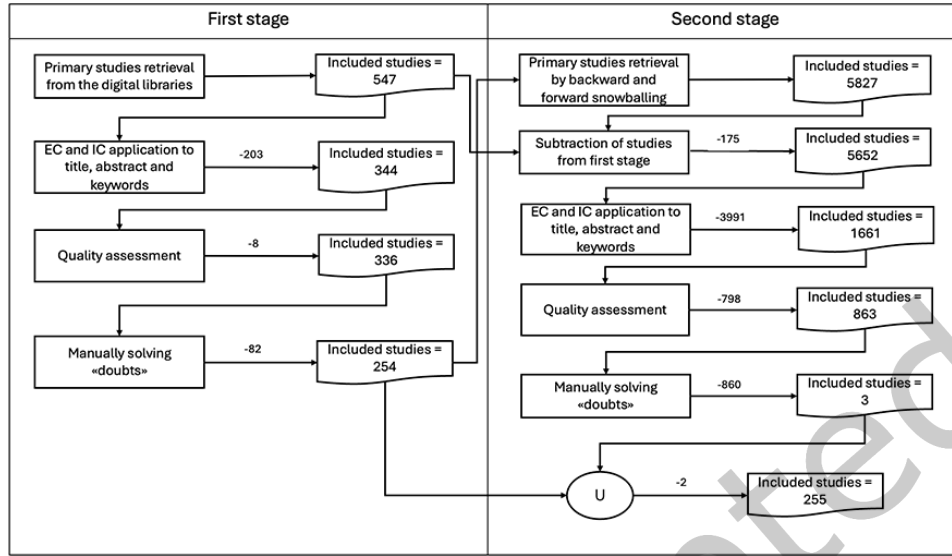 First stage
Primary studies retrieval
from the digital libraries
Included studies =
547
EC and IC application to
title, abstract and
keywords
-203
Included studies =
344
Quality assessment
-8
Included studies =
336
Manually solving
«doubts»
-82
Included studies =
254
Second stage
Primary studies retrieval
by backward and
forward snowballing
Included studies =
5827
Subtraction of studies
from first stage
-175
Included studies =
5652
EC and IC application to
title, abstract and
keywords
-3991
Included studies =
1661
Quality assessment
-798
Included studies =
863
Manually solving
«doubts»
-860
Included studies =
3
U
-2
Included studies =
255